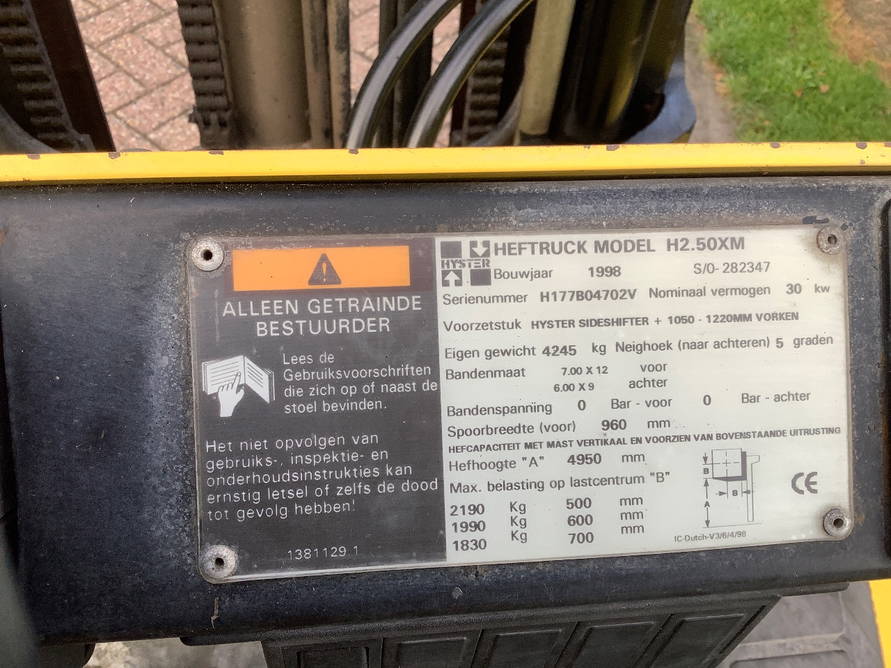 ALLEEN GETRAINDE
BESTUURDER
Lees de
Gebruiksvoorschriften
die zich op of naast de
stoel bevinden.
Het niet opvolgen van
gebruiks-, inspektie- en
onderhoudsinstrukties kan
ernstig letsel of zelfs de dood
tot gevolg hebben!
1381129 1
HYSTER
HEFTRUCK MODEL H2.50XM
Bouwjaar 1998 S/O- 282347
Serienummer H177B04702V Nominaal vermogen 30 kw
Voorzetstuk HYSTER SIDESHIFTER + 1050 - 1220MM VORKEN
Eigen gewicht 4245 kg Neighoek (naar achteren) 5 graden
Bandenmaat 7.00 X 12 voor
6.00 X 9 achter
Bandenspanning 0 Bar - voor 0 Bar - achter
Spoorbreedte (voor) 960 mm
HEFCAPACITEIT MET MAST VERTIKAAL EN VOORZIEN VAN BOVENSTAANDE UITRUSTING
Hefhoogte "A" 4950 mm
Max. belasting op lastcentrum "B"
2190 Kg 500 mm
1990 Kg 600 mm
1830 Kg 700 mm
B
B
A
CE
IC-Dutch-V3/6/4/98